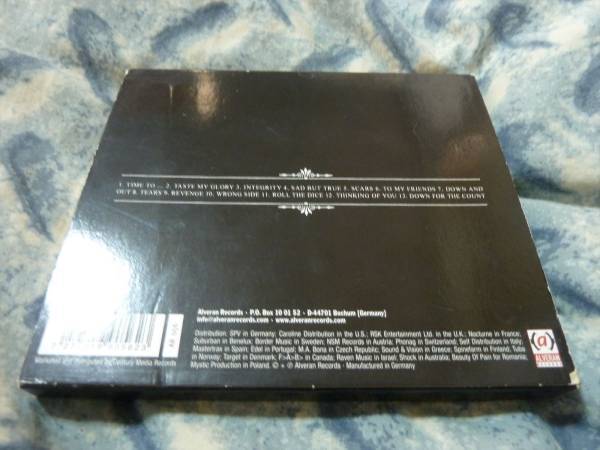 1. TIME TO ... 2. TASTE MY GLORY 3. INTEGRITY 4. SAD BUT TRUE 5. SCARS 6. TO MY FRIENDS 7. DOWN AND
OUT 8. TEARS 9. REVENGE 10. WRONG SIDE 11. ROLL THE DICE 12. THINKING OF YOU 13. DOWN FOR THE COUNT
Alveran Records · P.O. Box 10 01 52 · D-44701 Bochum [Germany]
info@alveranrecords.com · www.alveranrecords.com
Distribution: SPV in Germany; Caroline Distribution in the U.S.; RSK Entertainment Ltd. in the U.K.; Nocturne in France;
Suburban in Benelux; Border Music in Sweden; NSM Records in Austria; Phonag in Switzerland; Self Distribution in Italy
Mastertrax in Spain; Edel in Portugal; M.A. Bona in Czech Republic; Sound & Vision in Greece; Spinefarm in Finland; Tuba
in Norway; Target in Denmark; F>A>B> in Canada; Raven Music in Israel; Shock in Australia; Beauty Of Pain for Romania;
Mystic Production in Poland. © + ℗ Alveran Records · Manufactured in Germany
Century Media Records
(a)
ALVERAN
RECORDS